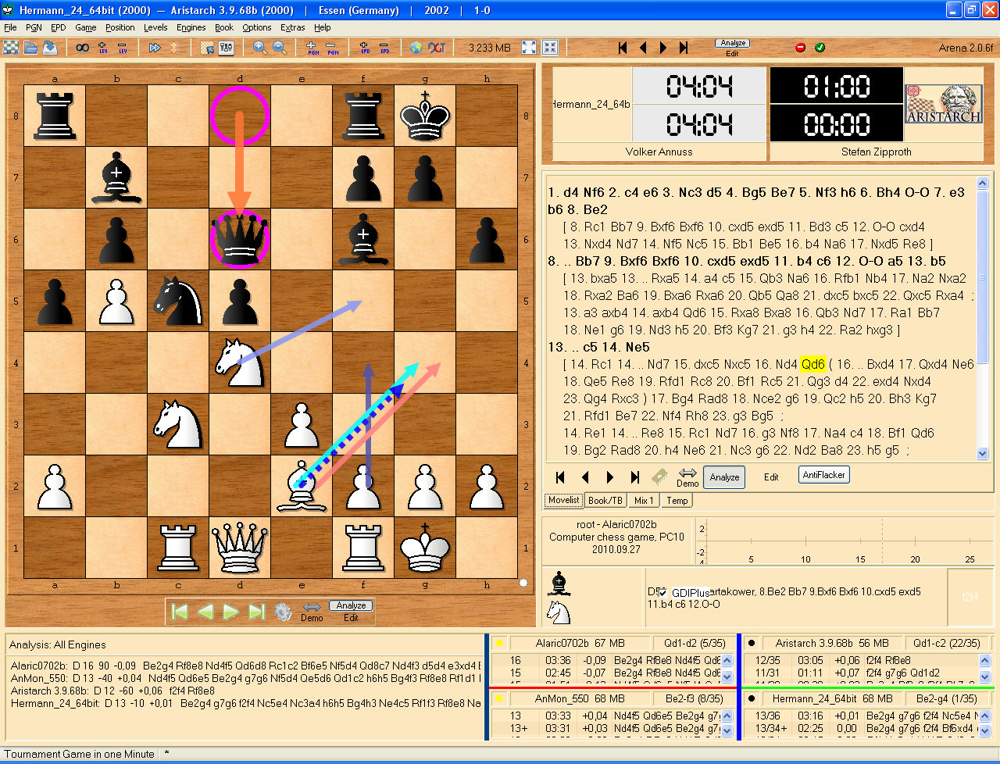 Hermann_24_64bit (2000) — Aristarch 3.9.68b (2000) | Essen (Germany) | 2002 | 1-0
File PGN EPD Game Position Levels Engines Book Options Extras Help
LEV LEV PGN PGN EPD EPD DGT 3.233 MB Analyze Edit Arena 2.0.6f
a b c d e f g h
8 8
7 7
6 6
5 5
4 4
3 3
2 2
1 1
a b c d e f g h
Demo Analyze
Edit
Hermann_24_64b 04:04 01:00
04:04 00:00 ARISTARCH
Volker Annuss Stefan Zipproth
1. d4 Nf6 2. c4 e6 3. Nc3 d5 4. Bg5 Be7 5. Nf3 h6 6. Bh4 O-O 7. e3
b6 8. Be2
[ 8. Rc1 Bb7 9. Bxf6 Bxf6 10. cxd5 exd5 11. Bd3 c5 12. O-O cxd4
13. Nxd4 Nd7 14. Nf5 Nc5 15. Bb1 Be5 16. b4 Na6 17. Nxd5 Re8 ]
8. .. Bb7 9. Bxf6 Bxf6 10. cxd5 exd5 11. b4 c6 12. O-O a5 13. b5
[ 13. bxa5 13. .. Rxa5 14. a4 c5 15. Qb3 Na6 16. Rfb1 Nb4 17. Na2 Nxa2
18. Rxa2 Ba6 19. Bxa6 Rxa6 20. Qb5 Qa8 21. dxc5 bxc5 22. Qxc5 Rxa4 ;
13. a3 axb4 14. axb4 Qd6 15. Rxa8 Bxa8 16. Qb3 Nd7 17. Ra1 Bb7
18. Ne1 g6 19. Nd3 h5 20. Bf3 Kg7 21. g3 h4 22. Ra2 hxg3 ]
13. .. c5 14. Ne5
[ 14. Rc1 14. .. Nd7 15. dxc5 Nxc5 16. Nd4 Qd6 ( 16. .. Bxd4 17. Qxd4 Ne6
18. Qe5 Re8 19. Rfd1 Rc8 20. Bf1 Rc5 21. Qg3 d4 22. exd4 Nxd4
23. Qg4 Rxc3 ) 17. Bg4 Rad8 18. Nce2 g6 19. Qc2 h5 20. Bh3 Kg7
21. Rfd1 Be7 22. Nf4 Rh8 23. g3 Bg5 ;
14. Re1 14. .. Re8 15. Rc1 Nd7 16. g3 Nf8 17. Na4 c4 18. Bf1 Qd6
19. Bg2 Rad8 20. h4 Ne6 21. Nc3 g6 22. Nd2 Ba8 23. h5 g5 ;
Demo Analyze Edit AntiFlacker
Movelist Book/TB Mix 1 Temp
root - Alaric0702b
Computer chess game, PC10
2010.09.27
2
-2
5 10 15 20 25
GDIPlus artakower, 8.Be2 Bb7 9.Bxf6 Bxf6 10.cxd5 exd5
11.b4 c6 12.O-O
f2f4
Analysis: All Engines
Alaric0702b: D 16 90 -0,09 Be2g4 Rf8e8 Nd4f5 Qd6d8 Rc1c2 Bf6e5 Nf5d4 Qd8c7 Nd4f3 d5d4 e3xd4
AnMon_550: D 13 -40 +0,04 Nd4f5 Qd6e5 Be2g4 g7g6 Nf5d4 Qe5d6 Qd1c2 h6h5 Bg4f3 Rf8e8 Rf1d1
Aristarch 3.9.68b: D 12 -60 +0,06 f2f4 Rf8e8
Hermann_24_64bit: D 13 -10 +0,01 Be2g4 g7g6 f2f4 Nc5e4 Nc3a4 h6h5 Bg4h3 Ne4c5 Rf1f3 Rf8e8 Na
Alaric0702b 67 MB Qd1-d2 (5/35)
16 03:36 -0,09 Be2g4 Rf8e8 Nd4f5 Qd6
15 02:45 -0,07 Be2g4 Rf8e8 Nd4f5 Qd6
AnMon_550 68 MB Be2-f3 (8/35)
13 03:33 +0,04 Nd4f5 Qd6e5 Be2g4 g7
13+ 03:31 +0,03 Nd4f5 Qd6e5 Be2g4 g7
Aristarch 3.9.68b 56 MB Qd1-c2 (22/35)
12/35 03:05 +0,06 f2f4 Rf8e8
11/31 01:11 +0,07 f2f4 g7g6 Qd1d2
Hermann_24_64bit 68 MB Be2-g4 (1/35)
13/36 03:16 +0,01 Be2g4 g7g6 f2f4 Nc5e4 N
13/34+ 02:25 0,00 Be2g4 g7g6 f2f4 Bf6xd4
Tournament Game in one Minute *